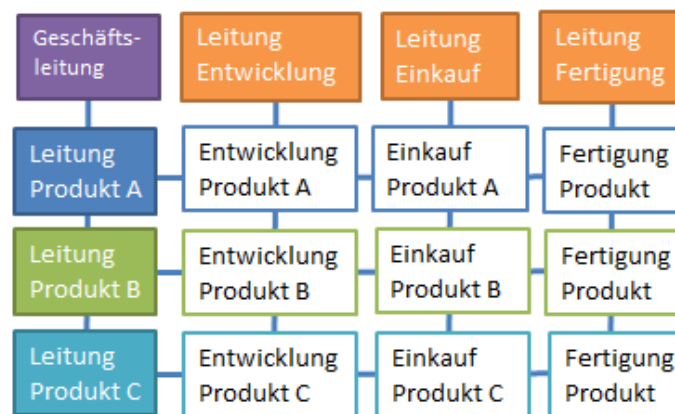 Geschäfts-
leitung
Leitung
Entwicklung
Leitung
Einkauf
Leitung
Fertigung
Leitung
Produkt A
Entwicklung
Produkt A
Einkauf
Produkt A
Fertigung
Produkt
Leitung
Produkt B
Entwicklung
Produkt B
Einkauf
Produkt B
Fertigung
Produkt
Leitung
Produkt C
Entwicklung
Produkt C
Einkauf
Produkt C
Fertigung
Produkt